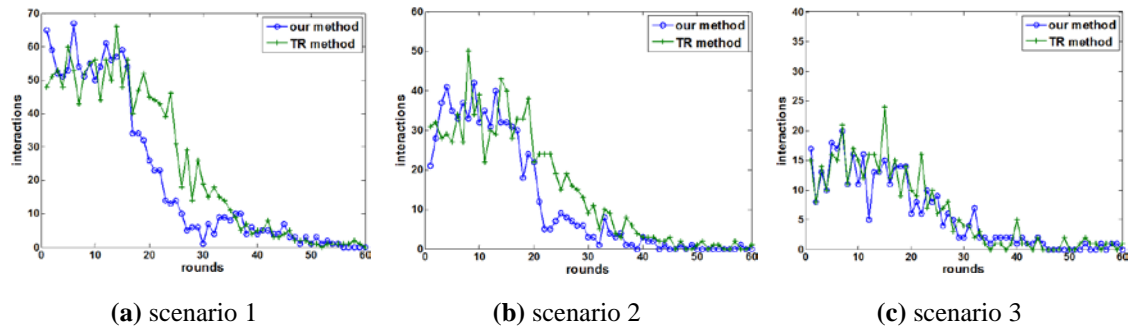 80
70
60
50
40
30
20
10
0
0 10 20 30 40 50 60
interactions
rounds
our method
TR method
(a) scenario 1
60
50
40
30
20
10
0
0 10 20 30 40 50 60
interactions
rounds
our method
TR method
(b) scenario 2
40
35
30
25
20
15
10
5
0
0 10 20 30 40 50 60
interactions
rounds
our method
TR method
(c) scenario 3